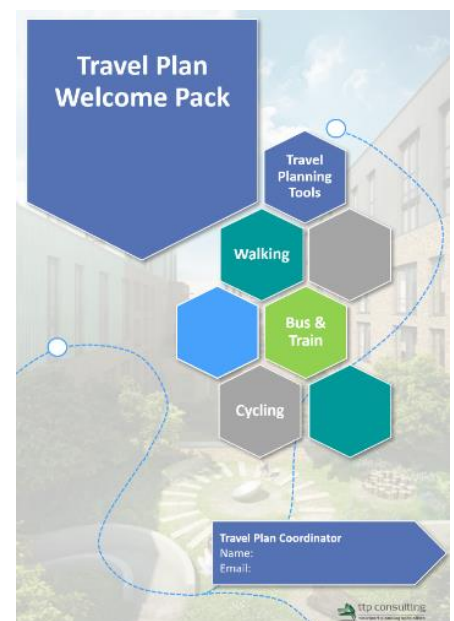 Travel Plan
Welcome Pack
Travel
Planning
Tools
Walking
Bus &
Train
Cycling
Travel Plan Coordinator
Name:
Email:
ttp consulting